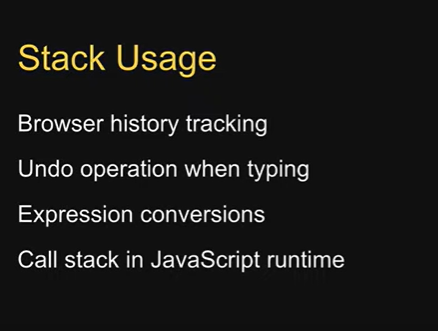 Stack Usage
Browser history tracking
Undo operation when typing
Expression conversions
Call stack in JavaScript runtime